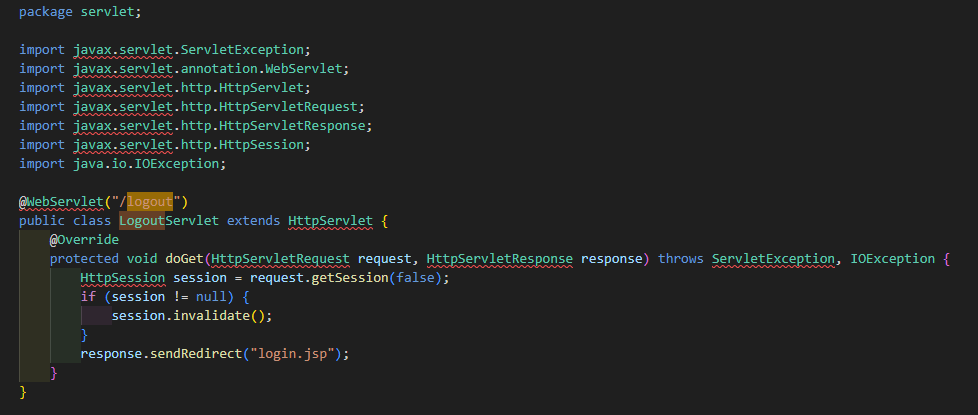 package servlet;
import javax.servlet.ServletException;
import javax.servlet.annotation.WebServlet;
import javax.servlet.http.HttpServlet;
import javax.servlet.http.HttpServletRequest;
import javax.servlet.http.HttpServletResponse;
import javax.servlet.http.HttpSession;
import java.io.IOException;
@WebServlet("/logout")
public class LogoutServlet extends HttpServlet {
@Override
protected void doGet(HttpServletRequest request, HttpServletResponse response) throws ServletException, IOException {
HttpSession session = request.getSession(false);
if (session != null) {
session.invalidate();
}
response.sendRedirect("login.jsp");
}
}